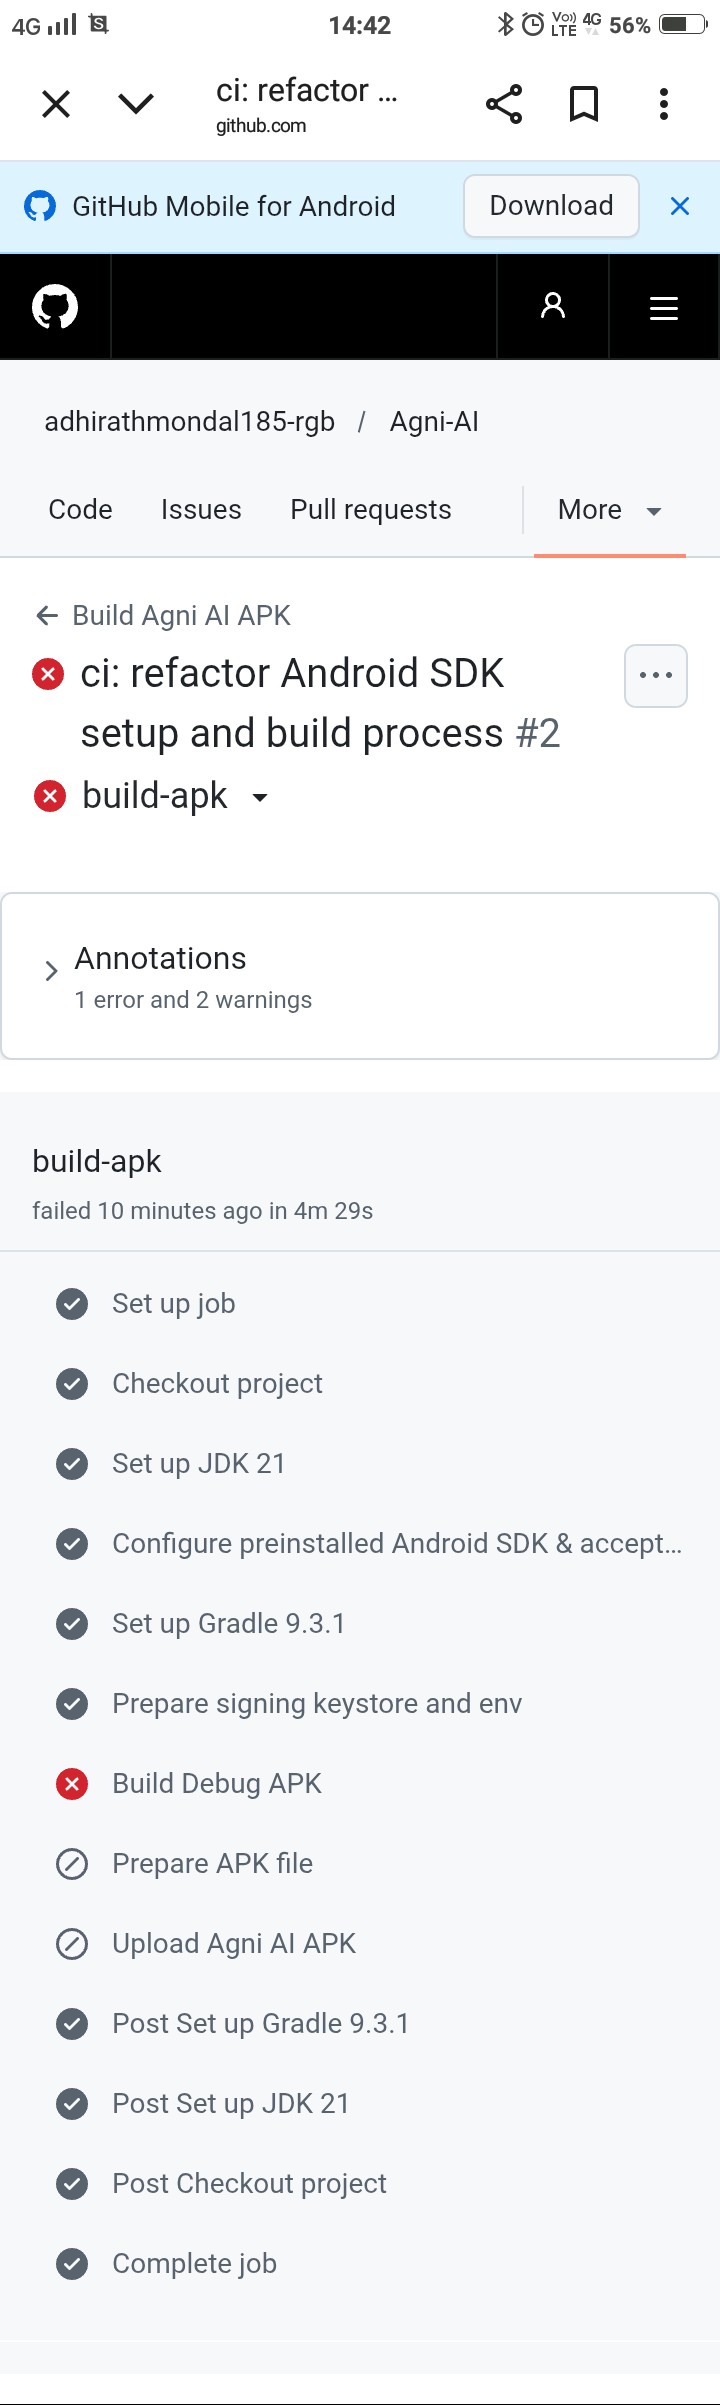 4G 14:42 Vo)) LTE 4G 56%
ci: refactor ...
github.com
GitHub Mobile for Android Download
adhirathmondal185-rgb / Agni-AI
Code Issues Pull requests More
Build Agni AI APK
ci: refactor Android SDK
setup and build process #2
build-apk
Annotations
1 error and 2 warnings
build-apk
failed 10 minutes ago in 4m 29s
Set up job
Checkout project
Set up JDK 21
Configure preinstalled Android SDK & accept...
Set up Gradle 9.3.1
Prepare signing keystore and env
Build Debug APK
Prepare APK file
Upload Agni AI APK
Post Set up Gradle 9.3.1
Post Set up JDK 21
Post Checkout project
Complete job